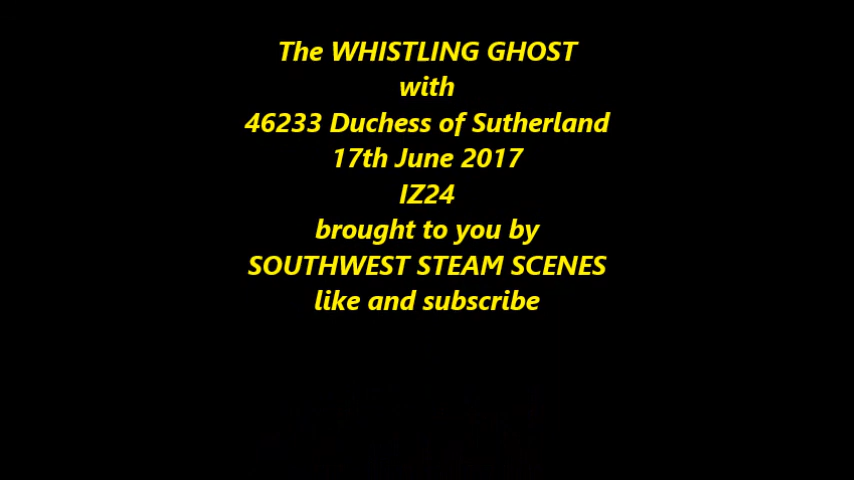 The WHISTLING GHOST
with
46233 Duchess of Sutherland
17th June 2017
IZ24
brought to you by
SOUTHWEST STEAM SCENES
like and subscribe